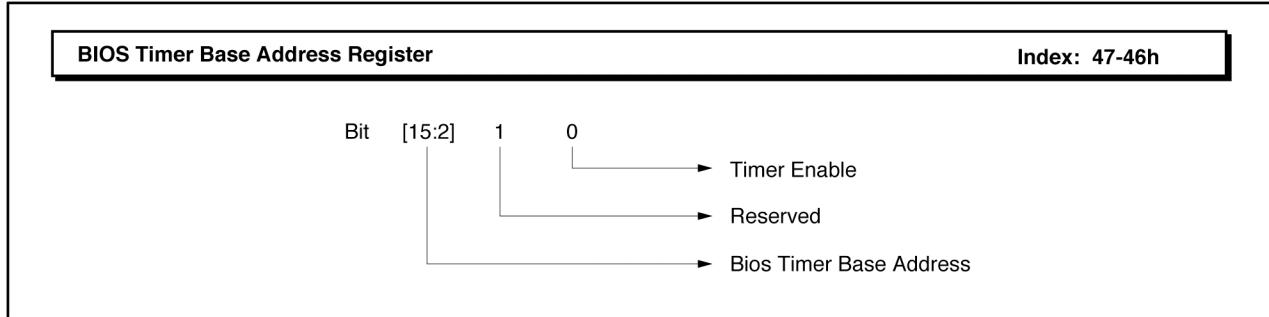 BIOS Timer Base Address Register Index: 47-46h
Bit [15:2] 1 0
Timer Enable
Reserved
Bios Timer Base Address